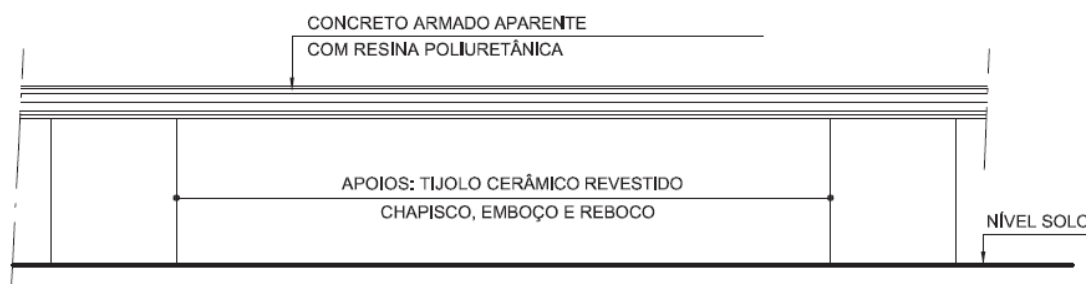 CONCRETO ARMADO APARENTE
COM RESINA POLIURETÂNICA
APOIOS: TIJOLO CERÂMICO REVESTIDO
CHAPISCO, EMBOÇO E REBOCO
NÍVEL SOLO